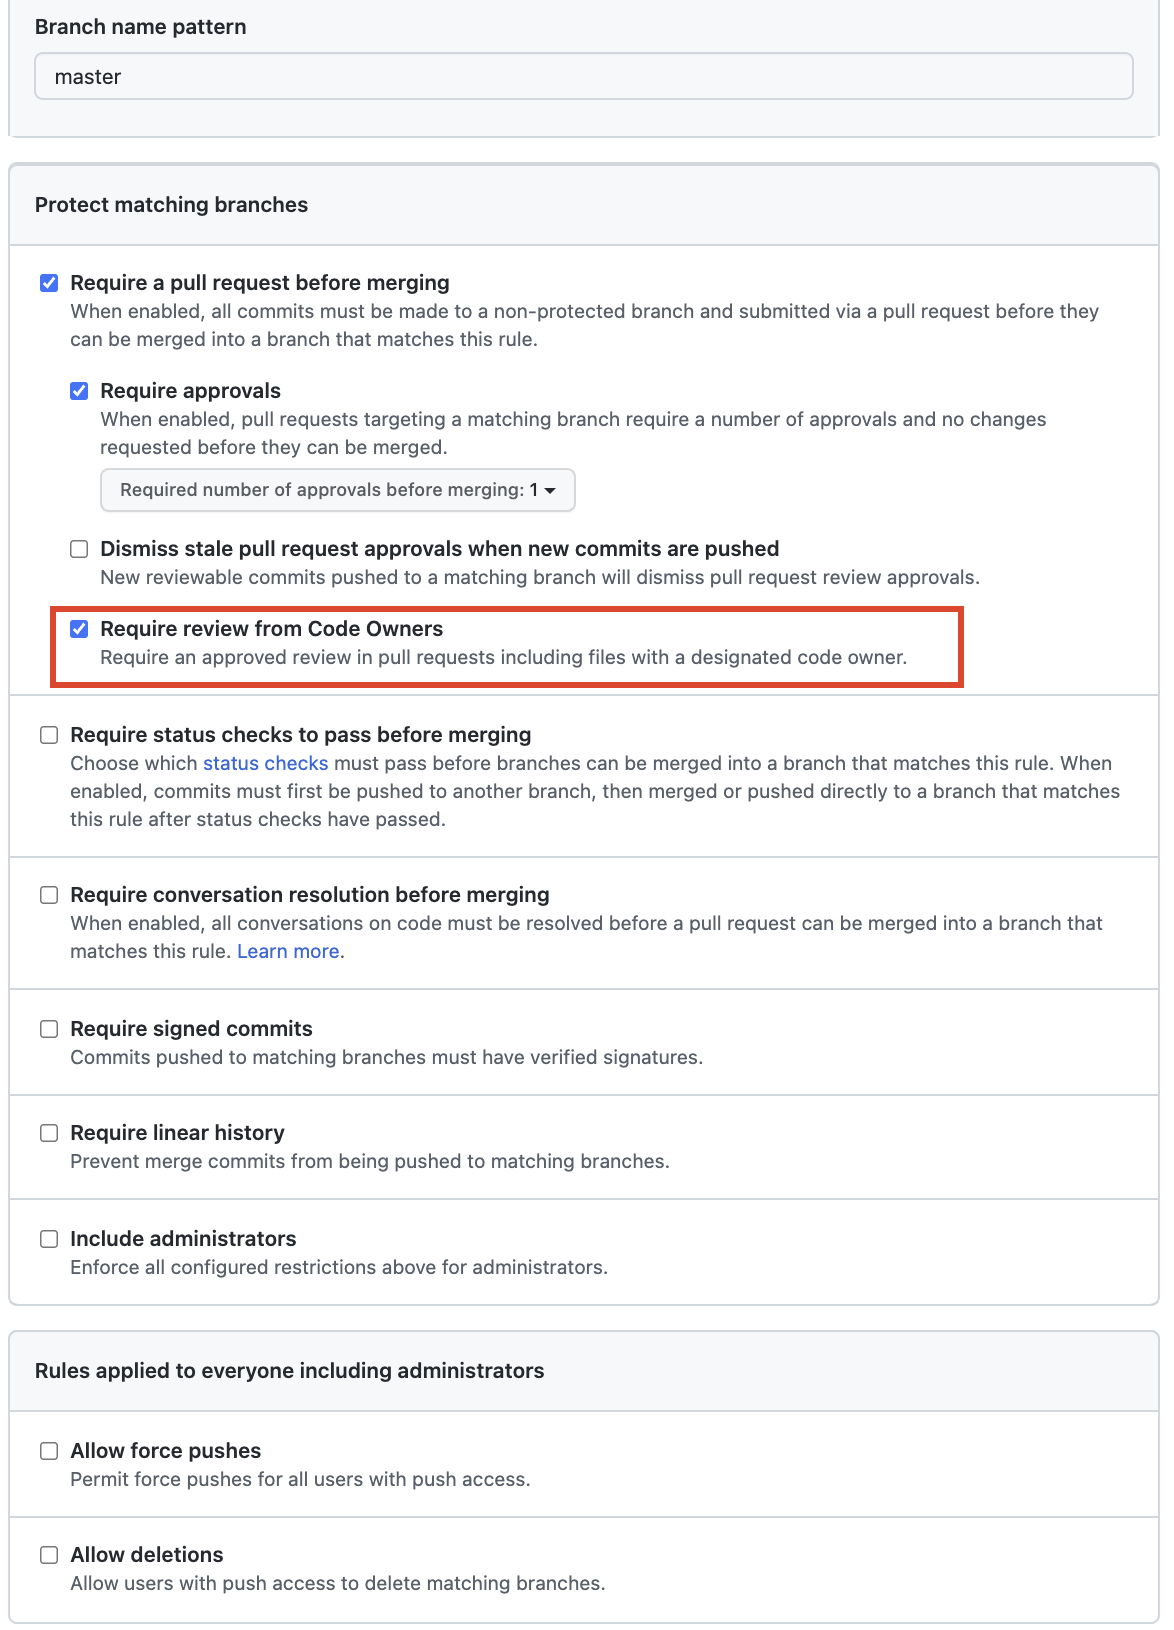 Branch name pattern
master
Protect matching branches
Require a pull request before merging
When enabled, all commits must be made to a non-protected branch and submitted via a pull request before they
can be merged into a branch that matches this rule.
Require approvals
When enabled, pull requests targeting a matching branch require a number of approvals and no changes
requested before they can be merged.
Required number of approvals before merging: 1
Dismiss stale pull request approvals when new commits are pushed
New reviewable commits pushed to a matching branch will dismiss pull request review approvals.
Require review from Code Owners
Require an approved review in pull requests including files with a designated code owner.
Require status checks to pass before merging
Choose which status checks must pass before branches can be merged into a branch that matches this rule. When
enabled, commits must first be pushed to another branch, then merged or pushed directly to a branch that matches
this rule after status checks have passed.
Require conversation resolution before merging
When enabled, all conversations on code must be resolved before a pull request can be merged into a branch that
matches this rule. Learn more.
Require signed commits
Commits pushed to matching branches must have verified signatures.
Require linear history
Prevent merge commits from being pushed to matching branches.
Include administrators
Enforce all configured restrictions above for administrators.
Rules applied to everyone including administrators
Allow force pushes
Permit force pushes for all users with push access.
Allow deletions
Allow users with push access to delete matching branches.